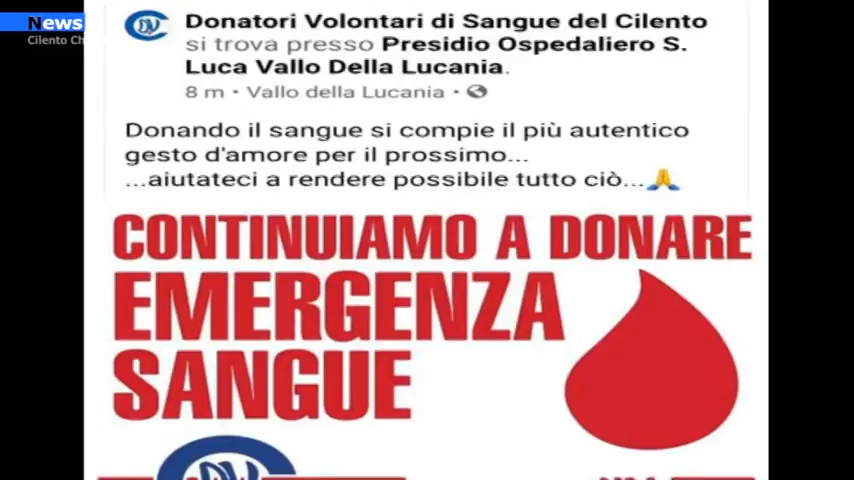 News
Cilento Ch
Donatori Volontari di Sangue del Cilento
si trova presso Presidio Ospedaliero S.
Luca Vallo Della Lucania.
8 m · Vallo della Lucania ·
Donando il sangue si compie il più autentico
gesto d'amore per il prossimo...
...aiutateci a rendere possibile tutto ciò...🙏
CONTINUIAMO A DONARE
EMERGENZA
SANGUE